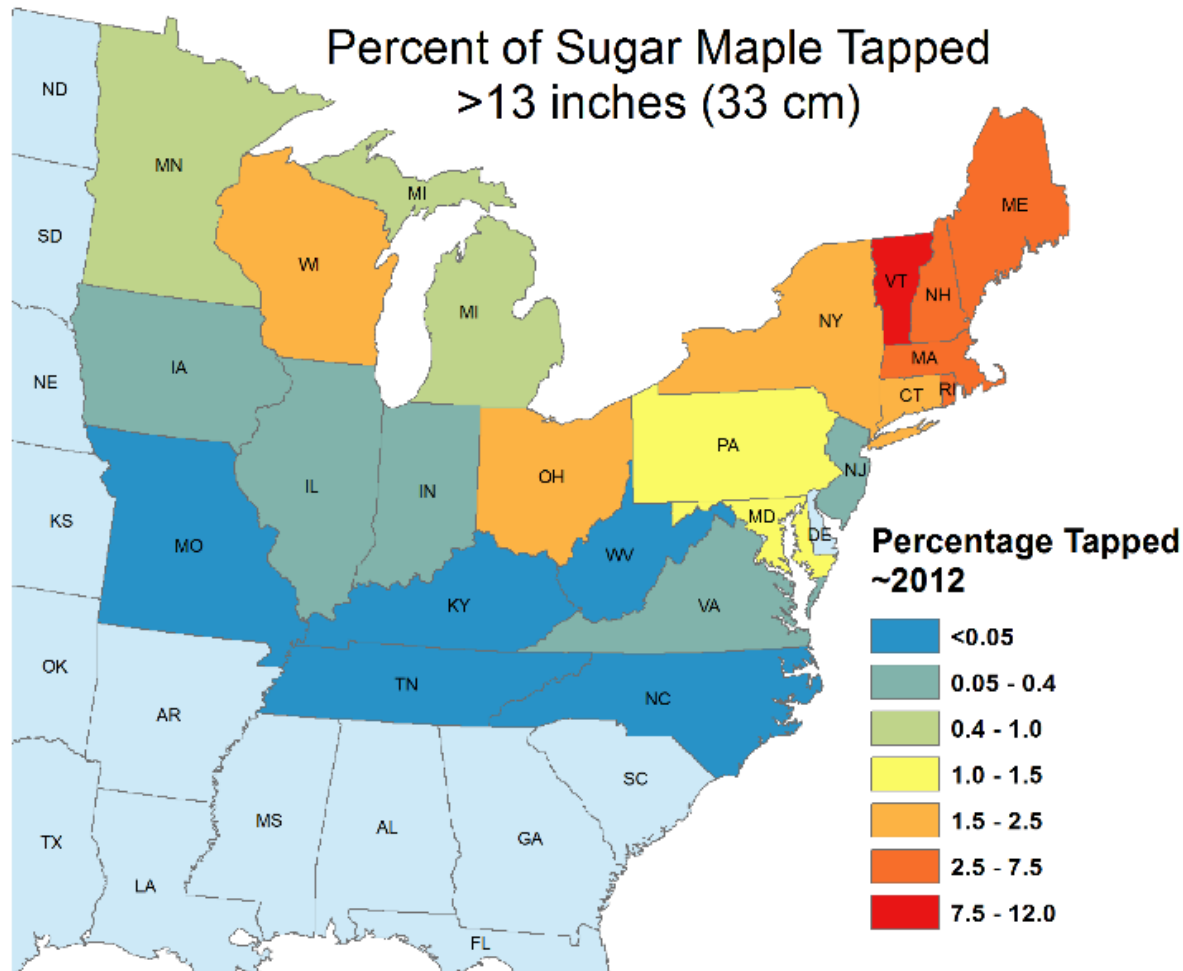 Percent of Sugar Maple Tapped
>13 inches (33 cm)
ND
MN
MI
ME
SD
WI
VT
NH
MI
NY
MA
IA
NE
CT
RI
PA
NJ
OH
IL
IN
MD
KS
DE
MO
WV
KY
VA
OK
TN
NC
AR
SC
MS
AL
GA
TX
LA
FL
Percentage Tapped
~2012
<0.05
0.05 - 0.4
0.4 - 1.0
1.0 - 1.5
1.5 - 2.5
2.5 - 7.5
7.5 - 12.0